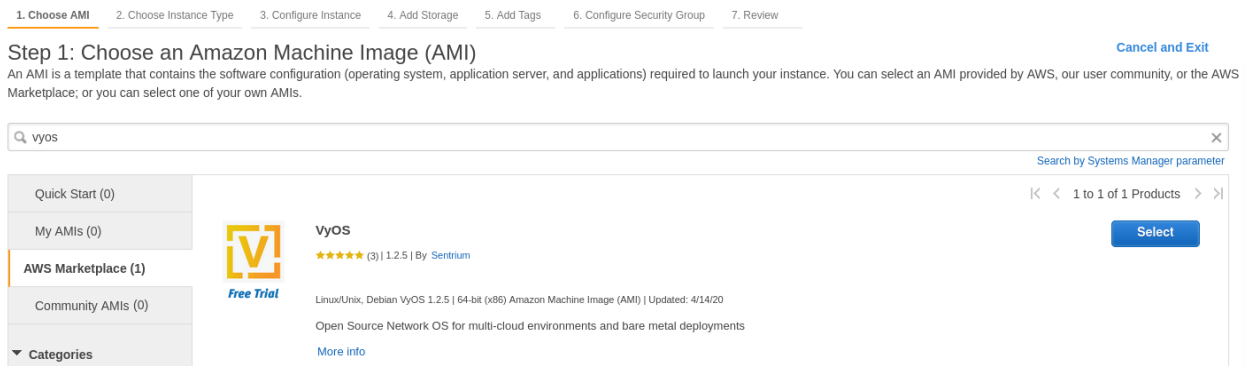 1. Choose AMI 2. Choose Instance Type 3. Configure Instance 4. Add Storage 5. Add Tags 6. Configure Security Group 7. Review
Step 1: Choose an Amazon Machine Image (AMI)
Cancel and Exit
An AMI is a template that contains the software configuration (operating system, application server, and applications) required to launch your instance. You can select an AMI provided by AWS, our user community, or the AWS
Marketplace; or you can select one of your own AMIs.
vyos
Search by Systems Manager parameter
Quick Start (0)
My AMIs (0)
AWS Marketplace (1)
Community AMIs (0)
Categories
1 to 1 of 1 Products
V
Free Trial
VyOS
Select
(3) | 1.2.5 | By Sentrium
Linux/Unix, Debian VyOS 1.2.5 | 64-bit (x86) Amazon Machine Image (AMI) | Updated: 4/14/20
Open Source Network OS for multi-cloud environments and bare metal deployments
More info